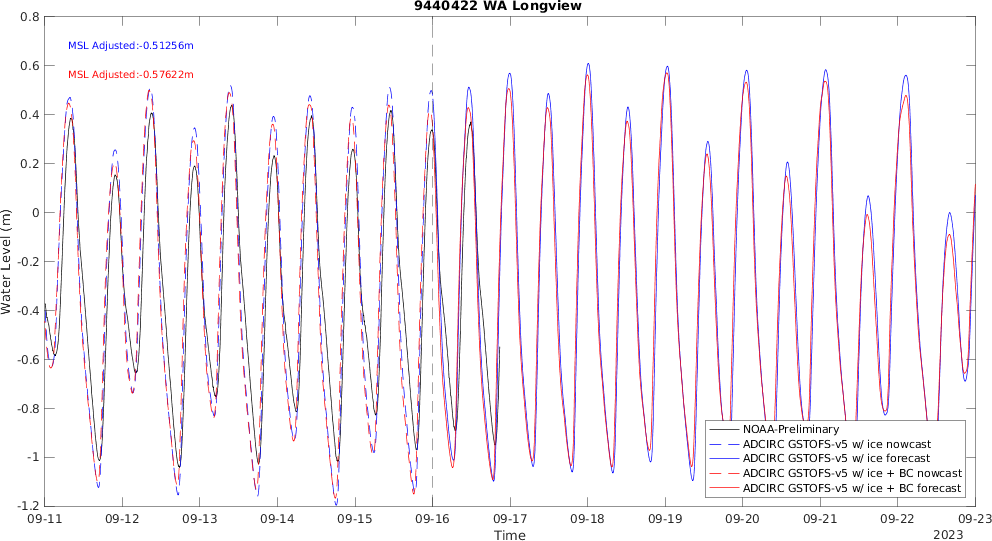 9440422 WA Longview
MSL Adjusted:-0.51256m
MSL Adjusted:-0.57622m
Water Level (m)
0.8
0.6
0.4
0.2
0
-0.2
-0.4
-0.6
-0.8
-1
-1.2
NOAA-Preliminary
ADCIRC GSTOFS-v5 w/ ice nowcast
ADCIRC GSTOFS-v5 w/ ice forecast
ADCIRC GSTOFS-v5 w/ ice + BC nowcast
ADCIRC GSTOFS-v5 w/ ice + BC forecast
09-11 09-12 09-13 09-14 09-15 09-16 09-17 09-18 09-19 09-20 09-21 09-22 09-23
Time
2023